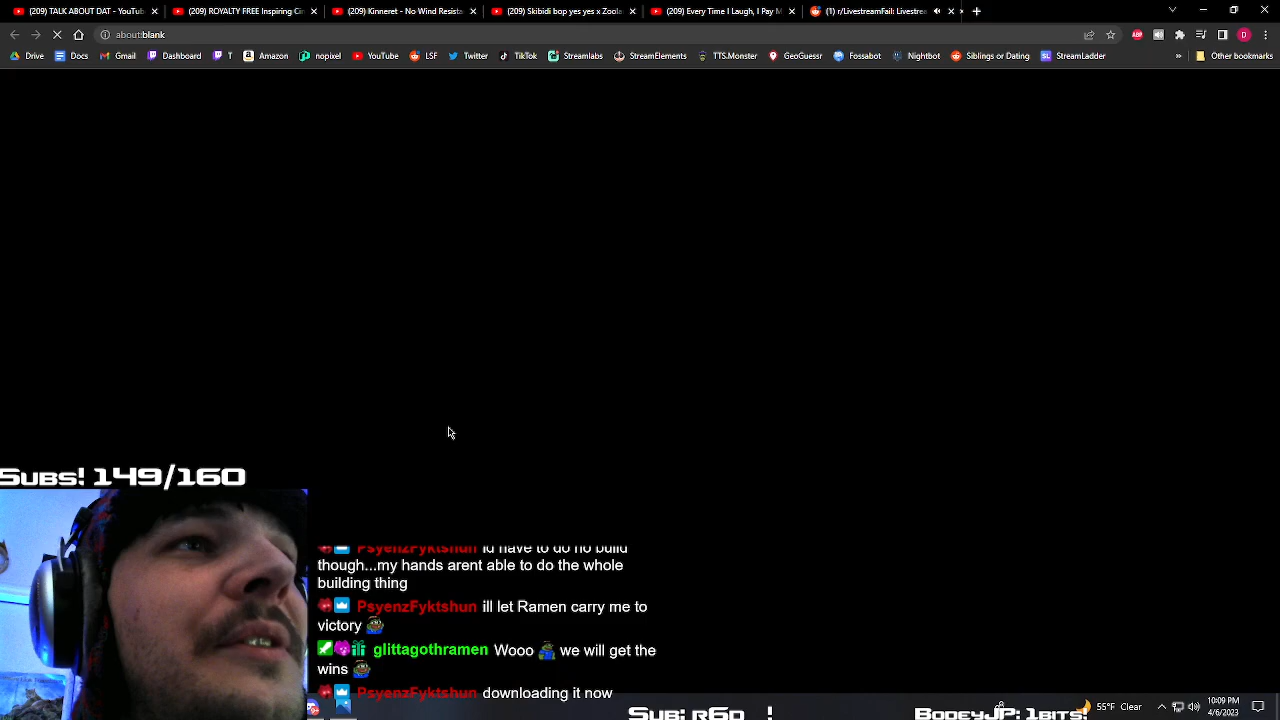 (209) TALK ABOUT DAT - YouTub
(209) ROYALTY FREE Inspiring Cin
(209) Kinneret - No Wind Resista
(209) Skibidi bop yes yes x Zoola
(209) Every Time I Laugh, I Pay M
(1) r/LivestreamFail: Livestrea
about:blank
Drive
Docs
Gmail
Dashboard
T
Amazon
nopixel
YouTube
LSF
Twitter
TikTok
Streamlabs
StreamElements
TTS.Monster
GeoGuessr
Fossabot
Nightbot
Siblings or Dating
StreamLadder
Other bookmarks
Subs! 149/160
PsyenzFyktshun id have to do no build
though...my hands arent able to do the whole
building thing
PsyenzFyktshun ill let Ramen carry me to
victory
glittagothramen Wooo we will get the
wins
PsyenzFyktshun downloading it now
Sub: r6d !
BodeyJP: 1bits!
55°F Clear
10:09 PM
4/6/2023